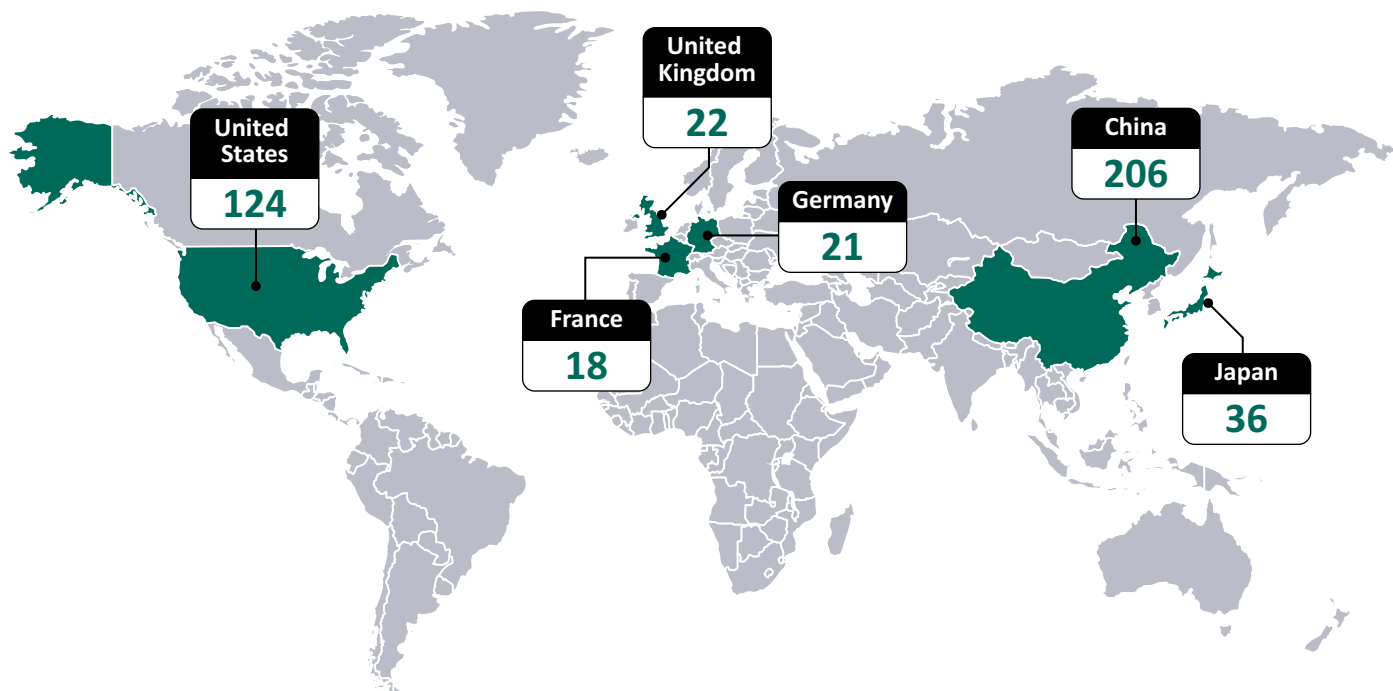 United
Kingdom
22
United
States
124
China
206
Germany
21
France
18
Japan
36